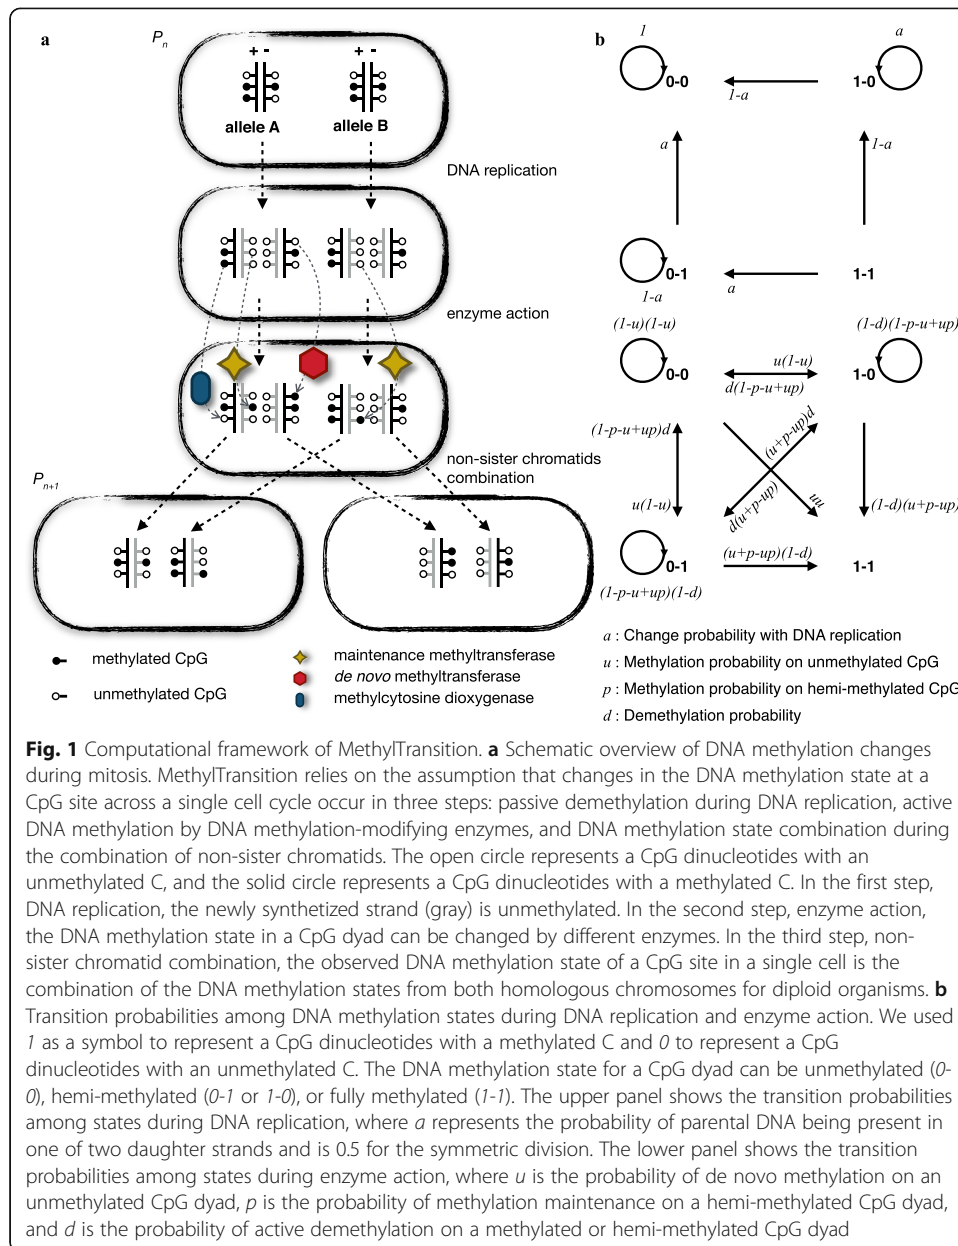 a
P_n
+ -
+ -
allele A
allele B
DNA replication
enzyme action
non-sister chromatids
combination
P_{n+1}
methylated CpG
unmethylated CpG
maintenance methyltransferase
de novo methyltransferase
methylcytosine dioxygenase
b
1
a
0-0
1-0
1-a
a
1-a
0-1
1-1
1-a
a
(1-u)(1-u)
(1-d)(1-p-u+up)
0-0
u(1-u)
1-0
d(1-p-u+up)
(1-p-u+up)d
(u+p-up)d
u(1-u)
d(u+p-up)
uu
(1-d)(u+p-up)
0-1
(u+p-up)(1-d)
1-1
(1-p-u+up)(1-d)
a : Change probability with DNA replication
u : Methylation probability on unmethylated CpG
p : Methylation probability on hemi-methylated CpG
d : Demethylation probability
Fig. 1 Computational framework of MethylTransition. a Schematic overview of DNA methylation changes
during mitosis. MethylTransition relies on the assumption that changes in the DNA methylation state at a
CpG site across a single cell cycle occur in three steps: passive demethylation during DNA replication, active
DNA methylation by DNA methylation-modifying enzymes, and DNA methylation state combination during
the combination of non-sister chromatids. The open circle represents a CpG dinucleotides with an
unmethylated C, and the solid circle represents a CpG dinucleotides with a methylated C. In the first step,
DNA replication, the newly synthetized strand (gray) is unmethylated. In the second step, enzyme action,
the DNA methylation state in a CpG dyad can be changed by different enzymes. In the third step, non-
sister chromatid combination, the observed DNA methylation state of a CpG site in a single cell is the
combination of the DNA methylation states from both homologous chromosomes for diploid organisms. b
Transition probabilities among DNA methylation states during DNA replication and enzyme action. We used
1 as a symbol to represent a CpG dinucleotides with a methylated C and 0 to represent a CpG
dinucleotides with an unmethylated C. The DNA methylation state for a CpG dyad can be unmethylated (0-
0), hemi-methylated (0-1 or 1-0), or fully methylated (1-1). The upper panel shows the transition probabilities
among states during DNA replication, where a represents the probability of parental DNA being present in
one of two daughter strands and is 0.5 for the symmetric division. The lower panel shows the transition
probabilities among states during enzyme action, where u is the probability of de novo methylation on an
unmethylated CpG dyad, p is the probability of methylation maintenance on a hemi-methylated CpG dyad,
and d is the probability of active demethylation on a methylated or hemi-methylated CpG dyad